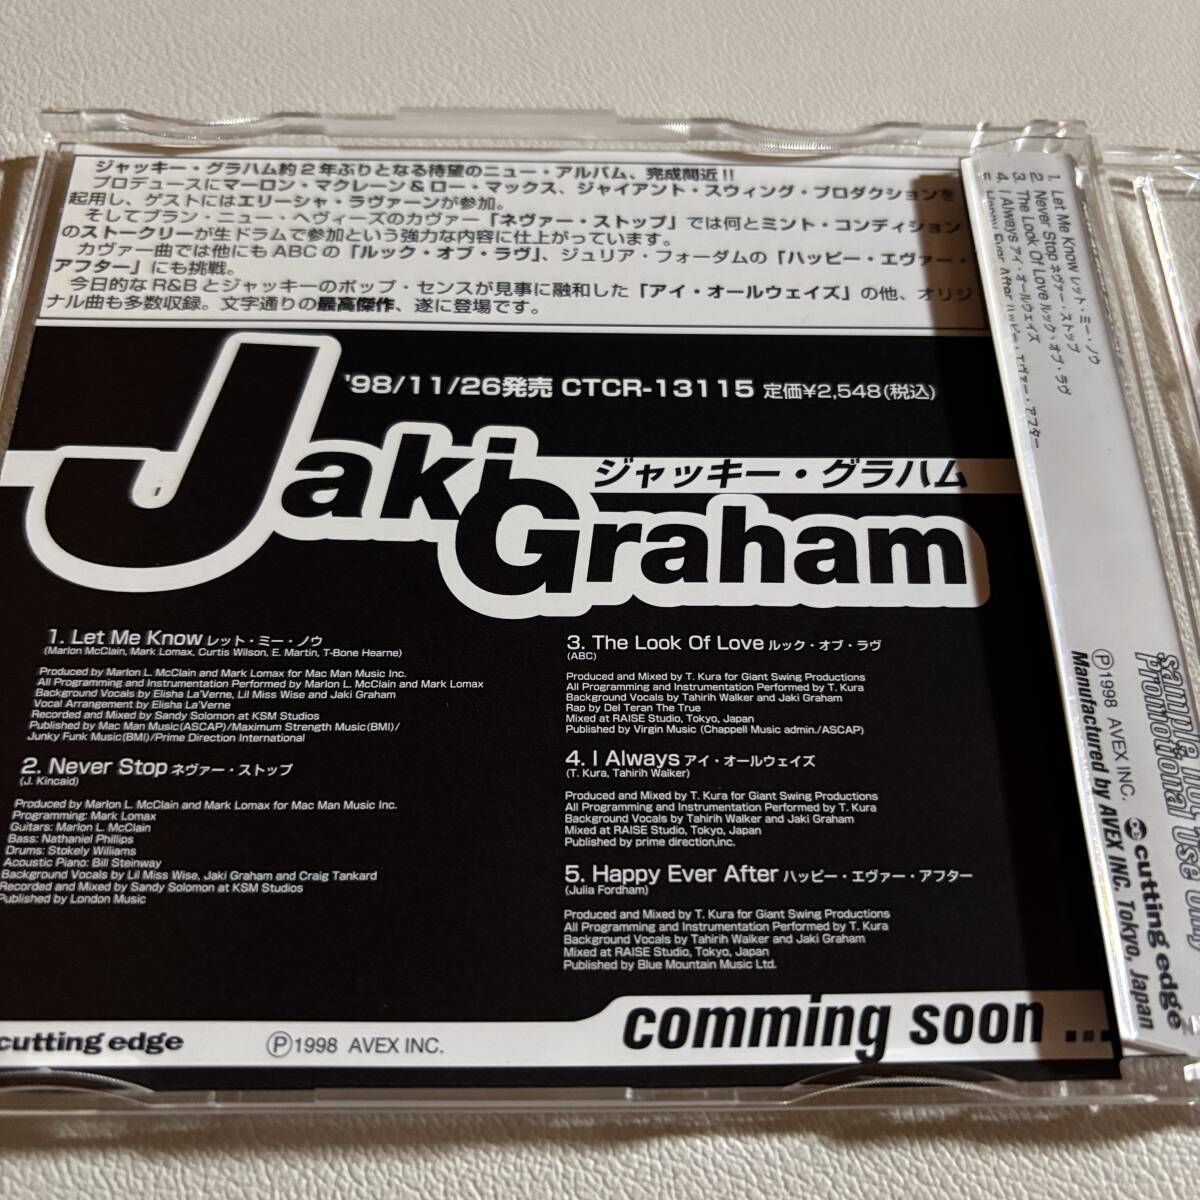 ジャッキー・グラハム約2年ぶりとなる待望のニュー・アルバム、完成間近!!
プロデュースにマーロン・マクレーン&ロー・マックス、ジャイアント・スウィング・プロダクションを
起用し、ゲストにはエリーシャ・ラヴァーンが参加。
そしてブラン・ニュー・ヘヴィーズのカヴァー「ネヴァー・ストップ」では何とミント・コンディション
のストークリーが生ドラムで参加という強力な内容に仕上がっています。
カヴァー曲では他にもABCの「ルック・オブ・ラヴ」、ジュリア・フォーダムの「ハッピー・エヴァー・
アフター」にも挑戦。
今日的なR&Bとジャッキーのポップ・センスが見事に融和した「アイ・オールウェイズ」の他、オリジ
ナル曲も多数収録。文字通りの最高傑作、遂に登場です。
'98/11/26発売 CTCR-13115 定価¥2,548(税込)
Jaki Graham
ジャッキー・グラハム
1. Let Me Know レット・ミー・ノウ
(Marlon McClain, Mark Lomax, Curtis Wilson, E. Martin, T-Bone Hearne)
Produced by Marlon L. McClain and Mark Lomax for Mac Man Music Inc.
All Programming and Instrumentation Performed by Marlon L. McClain and Mark Lomax
Background Vocals by Elisha La'Verne, Lil Miss Wise and Jaki Graham
Vocal Arrangement by Elisha La'Verne
Recorded and Mixed by Sandy Solomon at KSM Studios
Published by Mac Man Music(ASCAP)/Maximum Strength Music(BMI)/
Junky Funk Music(BMI)/Prime Direction International
2. Never Stop ネヴァー・ストップ
(J. Kincaid)
Produced by Marlon L. McClain and Mark Lomax for Mac Man Music Inc.
Programming: Mark Lomax
Guitars: Marlon L. McClain
Bass: Nathaniel Phillips
Drums: Stokely Williams
Acoustic Piano: Bill Steinway
Background Vocals by Lil Miss Wise, Jaki Graham and Craig Tankard
Recorded and Mixed by Sandy Solomon at KSM Studios
Published by London Music
3. The Look Of Love ルック・オブ・ラヴ
(ABC)
Produced and Mixed by T. Kura for Giant Swing Productions
All Programming and Instrumentation Performed by T. Kura
Background Vocals by Tahirih Walker and Jaki Graham
Rap by Del Teran The True
Mixed at RAISE Studio, Tokyo, Japan
Published by Virgin Music (Chappell Music admin./ASCAP)
4. I Always アイ・オールウェイズ
(T. Kura, Tahirih Walker)
Produced and Mixed by T. Kura for Giant Swing Productions
All Programming and Instrumentation Performed by T. Kura
Background Vocals by Tahirih Walker and Jaki Graham
Mixed at RAISE Studio, Tokyo, Japan
Published by prime direction,inc.
5. Happy Ever After ハッピー・エヴァー・アフター
(Julia Fordham)
Produced and Mixed by T. Kura for Giant Swing Productions
All Programming and Instrumentation Performed by T. Kura
Background Vocals by Tahirih Walker and Jaki Graham
Mixed at RAISE Studio, Tokyo, Japan
Published by Blue Mountain Music Ltd.
cutting edge
℗1998 AVEX INC.
comming soon ...
1. Let Me Know レット・ミー・ノウ
2. Never Stop ネヴァー・ストップ
3. The Look Of Love ルック・オブ・ラヴ
4. I Always アイ・オールウェイズ
Happy Ever After ハッピー・エヴァー・アフター
sample
Promotional Use Only
℗1998 AVEX INC. cutting edge
Manufactured by AVEX INC. Tokyo, Japan